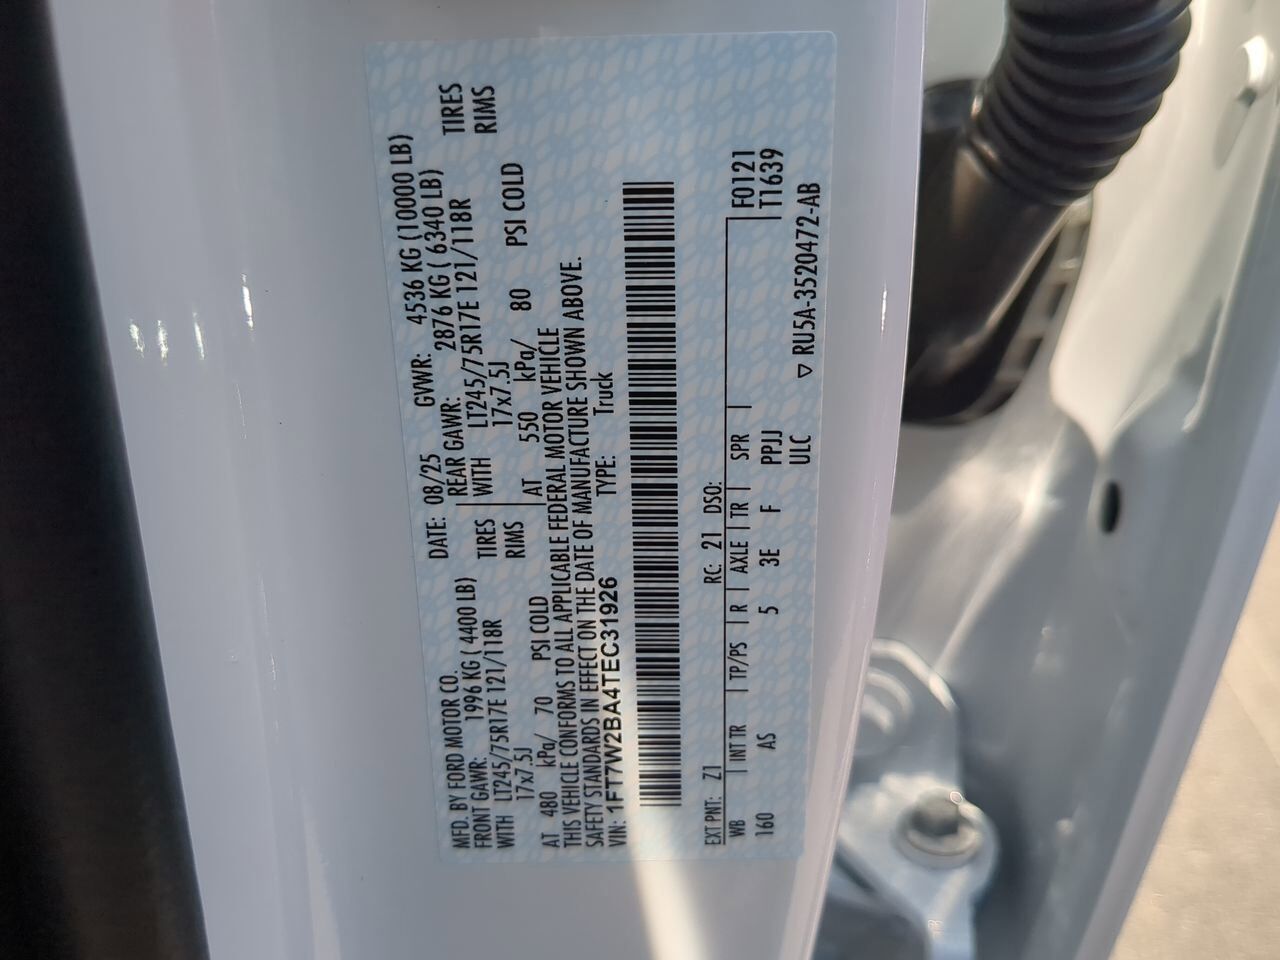 MFD. BY FORD MOTOR CO.
DATE: 08/25 GVWR: 4536 KG (10000 LB)
FRONT GAWR: 1996 KG ( 4400 LB)
REAR GAWR: 2876 KG ( 6340 LB)
WITH LT245/75R17E 121/118R TIRES
WITH LT245/75R17E 121/118R TIRES
17x7.5J RIMS
17x7.5J RIMS
AT 480 kPa/ 70 PSI COLD
AT 550 kPa/ 80 PSI COLD
THIS VEHICLE CONFORMS TO ALL APPLICABLE FEDERAL MOTOR VEHICLE
SAFETY STANDARDS IN EFFECT ON THE DATE OF MANUFACTURE SHOWN ABOVE.
VIN: 1FT7W2BA4TEC31926 TYPE: Truck
EXT PNT: Z1 RC: 21 DSO:
WB INT TR TP/PS R AXLE TR SPR F0121
160 AS 5 3E F PPJJ T1639
ULC RU5A-3520472-AB